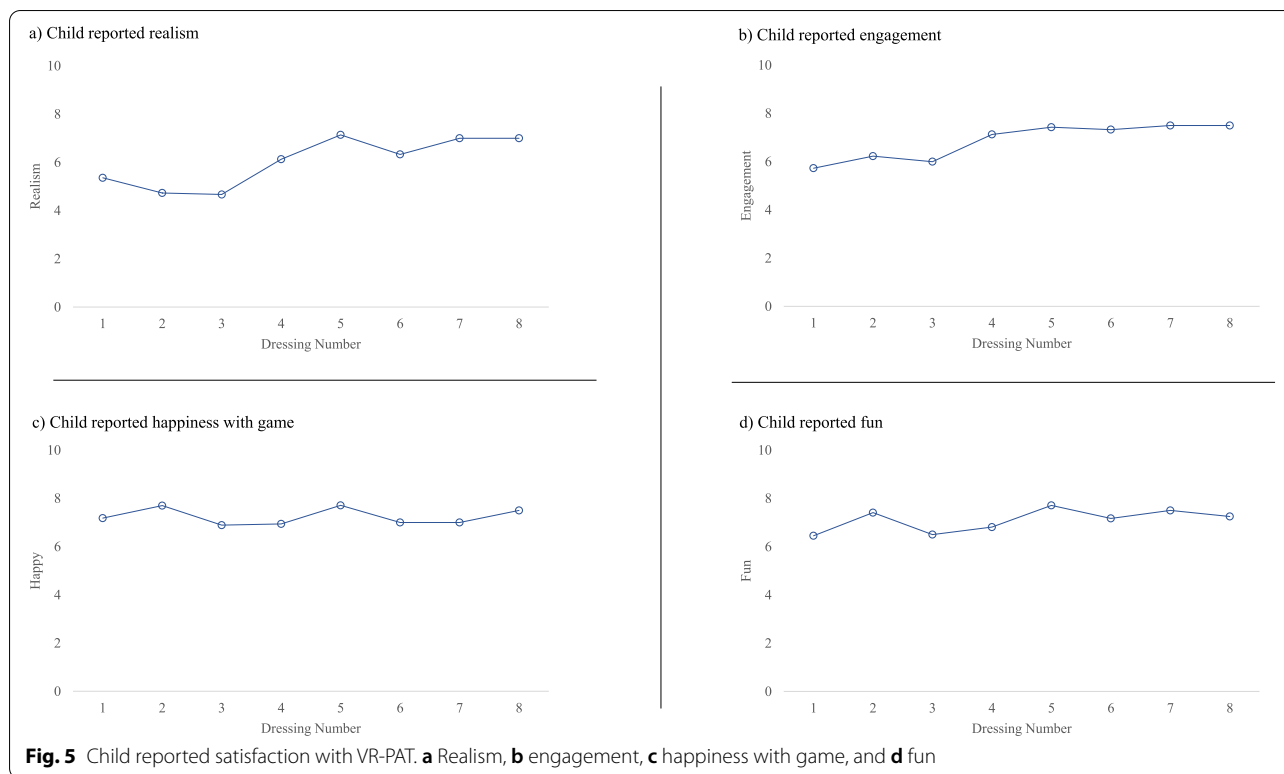 a) Child reported realism
10
8
6
4
2
0
Realism
1 2 3 4 5 6 7 8
Dressing Number
b) Child reported engagement
10
8
6
4
2
0
Engagement
1 2 3 4 5 6 7 8
Dressing Number
c) Child reported happiness with game
10
8
6
4
2
0
Happy
1 2 3 4 5 6 7 8
Dressing Number
d) Child reported fun
10
8
6
4
2
0
Fun
1 2 3 4 5 6 7 8
Dressing Number
Fig. 5 Child reported satisfaction with VR-PAT. a Realism, b engagement, c happiness with game, and d fun